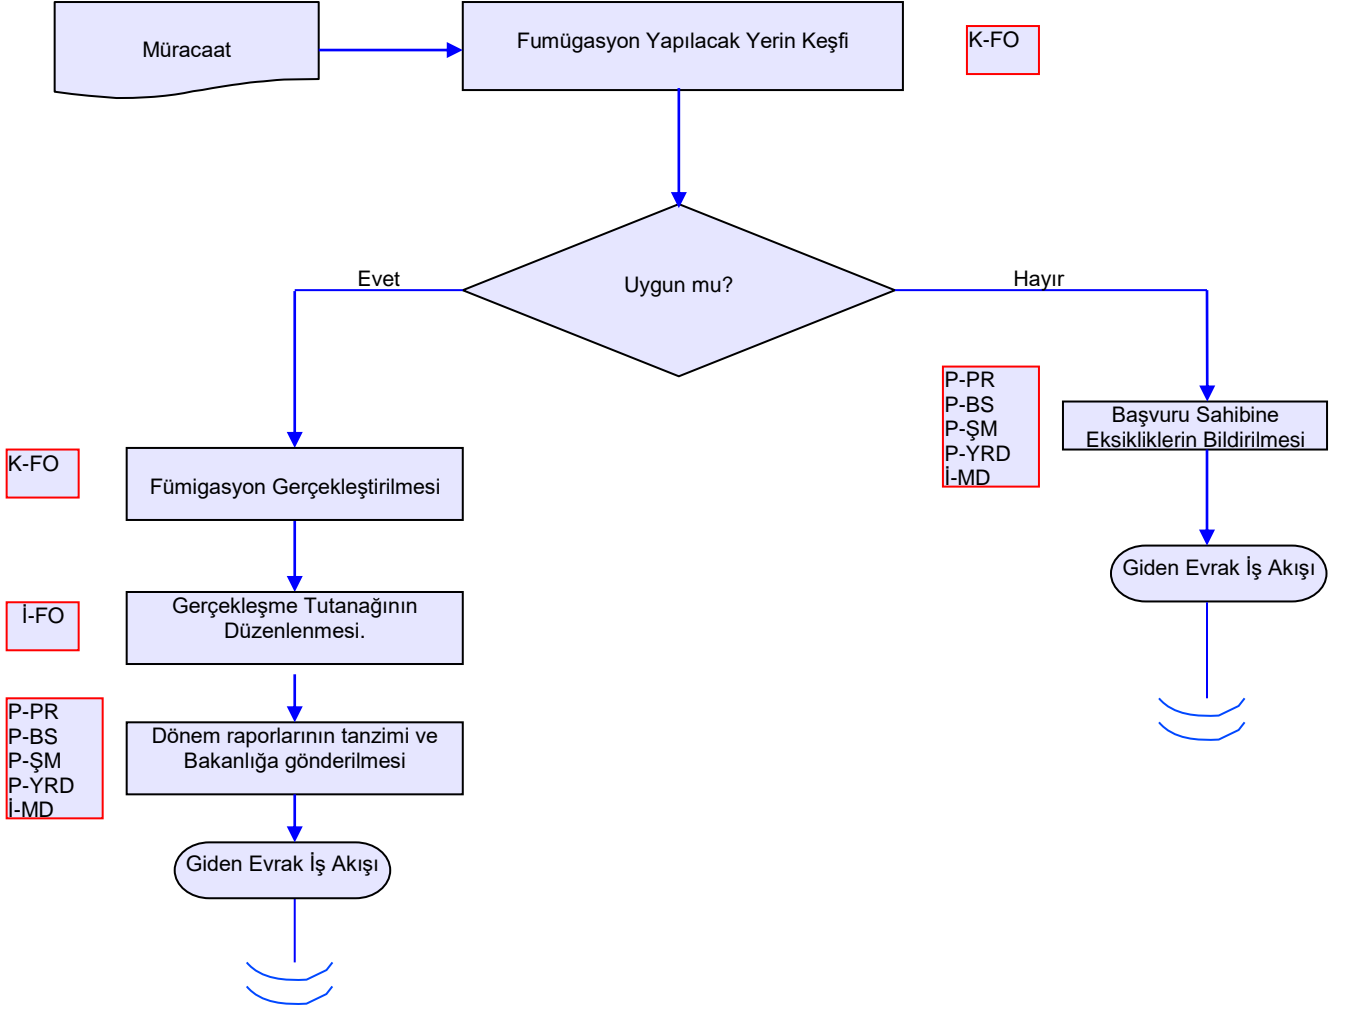 Müracaat
Fumügasyon Yapılacak Yerin Keşfi
K-FO
Uygun mu?
Evet
Hayır
P-PR
P-BS
P-ŞM
P-YRD
İ-MD
Başvuru Sahibine
Eksikliklerin Bildirilmesi
K-FO
Fümigasyon Gerçekleştirilmesi
Giden Evrak İş Akışı
İ-FO
Gerçekleşme Tutanağının
Düzenlenmesi.
P-PR
P-BS
P-ŞM
P-YRD
İ-MD
Dönem raporlarının tanzimi ve
Bakanlığa gönderilmesi
Giden Evrak İş Akışı